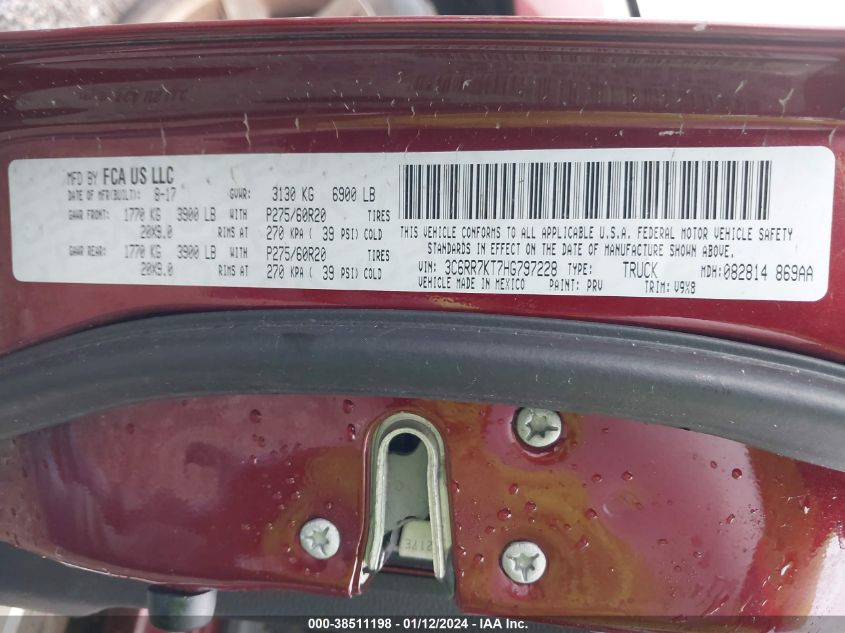 MFD BY FCA US LLC
DATE OF MFR(BUILT): 8-17 GVWR: 3130 KG 6900 LB
GAWR FRONT: 1770 KG 3900 LB WITH P275/60R20 TIRES
20X9.0 RIMS AT 270 KPA ( 39 PSI) COLD
GAWR REAR: 1770 KG 3900 LB WITH P275/60R20 TIRES
20X9.0 RIMS AT 270 KPA ( 39 PSI) COLD
THIS VEHICLE CONFORMS TO ALL APPLICABLE U.S.A. FEDERAL MOTOR VEHICLE SAFETY
STANDARDS IN EFFECT ON THE DATE OF MANUFACTURE SHOWN ABOVE.
VIN: 3C6RR7KT7HG797228 TYPE: TRUCK MDH: 082814 869AA
VEHICLE MADE IN MEXICO PAINT: PRV TRIM: V9X8
000-38511198 - 01/12/2024 - IAA Inc.